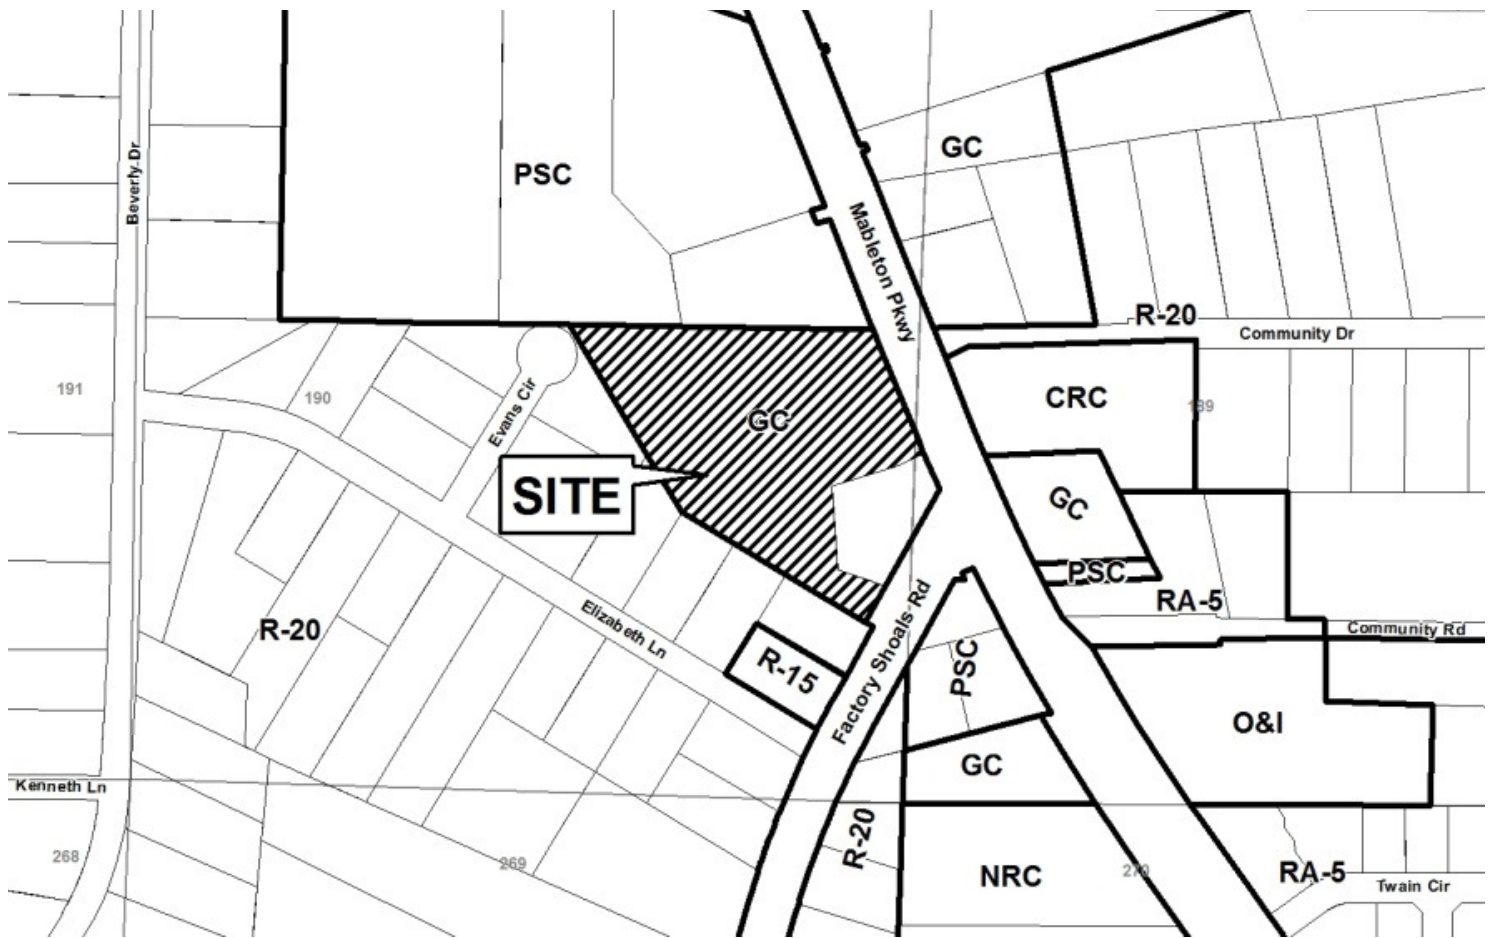 GC
PSC
Beverly Dr
Mableton Pkwy
R-20
Community Dr
191
190
CRC
189
Evans Cir
GC
SITE
GC
PSC
RA-5
Community Rd
R-20
Elizabeth Ln
R-15
Factory Shoals Rd
PSC
O&I
GC
Kenneth Ln
R-20
268
269
NRC
270
RA-5
Twain Cir